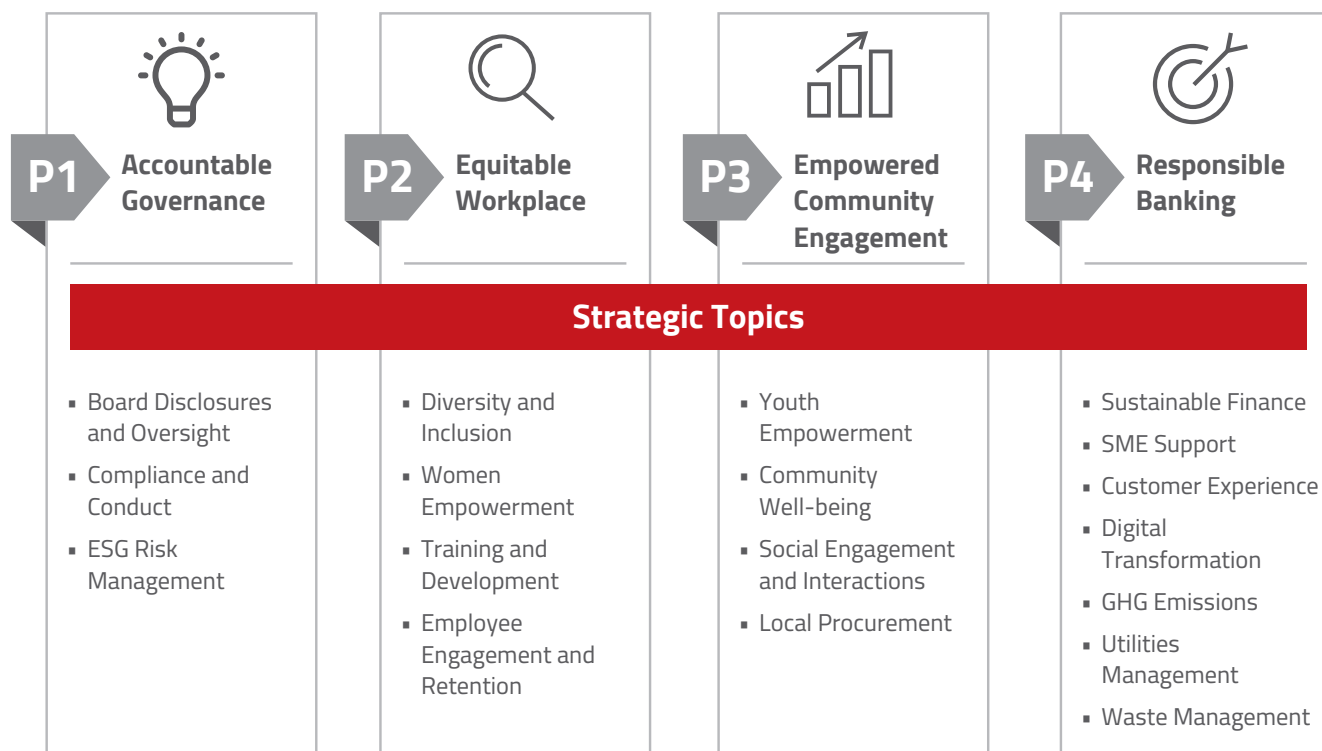 P1
Accountable
Governance
P2
Equitable
Workplace
P3
Empowered
Community
Engagement
P4
Responsible
Banking
Strategic Topics
▪ Board Disclosures
and Oversight
▪ Compliance and
Conduct
▪ ESG Risk
Management
▪ Diversity and
Inclusion
▪ Women
Empowerment
▪ Training and
Development
▪ Employee
Engagement and
Retention
▪ Youth
Empowerment
▪ Community
Well-being
▪ Social Engagement
and Interactions
▪ Local Procurement
▪ Sustainable Finance
▪ SME Support
▪ Customer Experience
▪ Digital
Transformation
▪ GHG Emissions
▪ Utilities
Management
▪ Waste Management